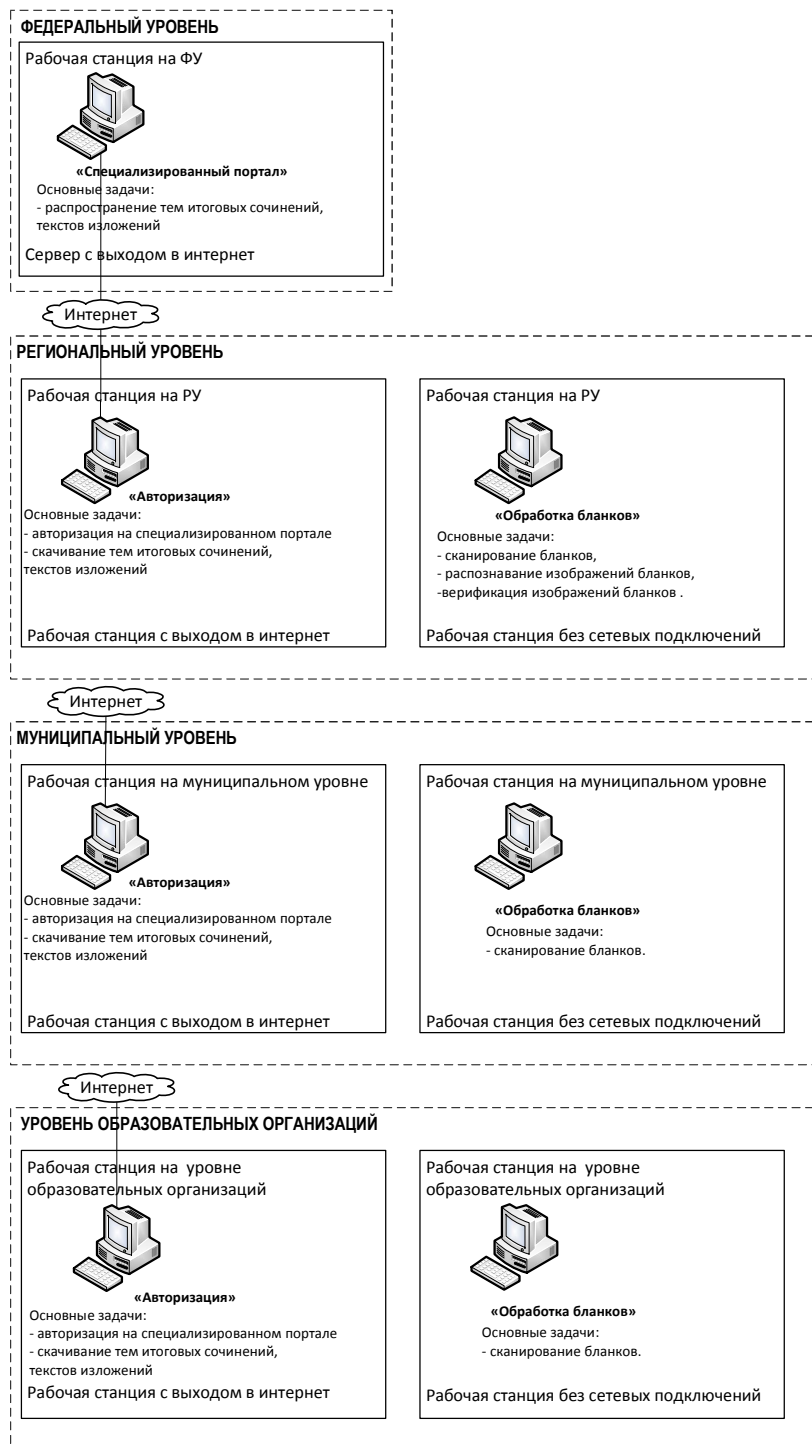 ФЕДЕРАЛЬНЫЙ УРОВЕНЬ
Рабочая станция на ФУ
«Специализированный портал»
Основные задачи:
- распространение тем итоговых сочинений,
текстов изложений
Сервер с выходом в интернет
Интернет
РЕГИОНАЛЬНЫЙ УРОВЕНЬ
Рабочая станция на РУ
«Авторизация»
Основные задачи:
- авторизация на специализированном портале
- скачивание тем итоговых сочинений,
текстов изложений
Рабочая станция с выходом в интернет
Рабочая станция на РУ
«Обработка бланков»
Основные задачи:
- сканирование бланков,
- распознавание изображений бланков,
-верификация изображений бланков .
Рабочая станция без сетевых подключений
Интернет
МУНИЦИПАЛЬНЫЙ УРОВЕНЬ
Рабочая станция на муниципальном уровне
«Авторизация»
Основные задачи:
- авторизация на специализированном портале
- скачивание тем итоговых сочинений,
текстов изложений
Рабочая станция с выходом в интернет
Рабочая станция на муниципальном уровне
«Обработка бланков»
Основные задачи:
- сканирование бланков.
Рабочая станция без сетевых подключений
Интернет
УРОВЕНЬ ОБРАЗОВАТЕЛЬНЫХ ОРГАНИЗАЦИЙ
Рабочая станция на уровне
образовательных организаций
«Авторизация»
Основные задачи:
- авторизация на специализированном портале
- скачивание тем итоговых сочинений,
текстов изложений
Рабочая станция с выходом в интернет
Рабочая станция на уровне
образовательных организаций
«Обработка бланков»
Основные задачи:
- сканирование бланков.
Рабочая станция без сетевых подключений